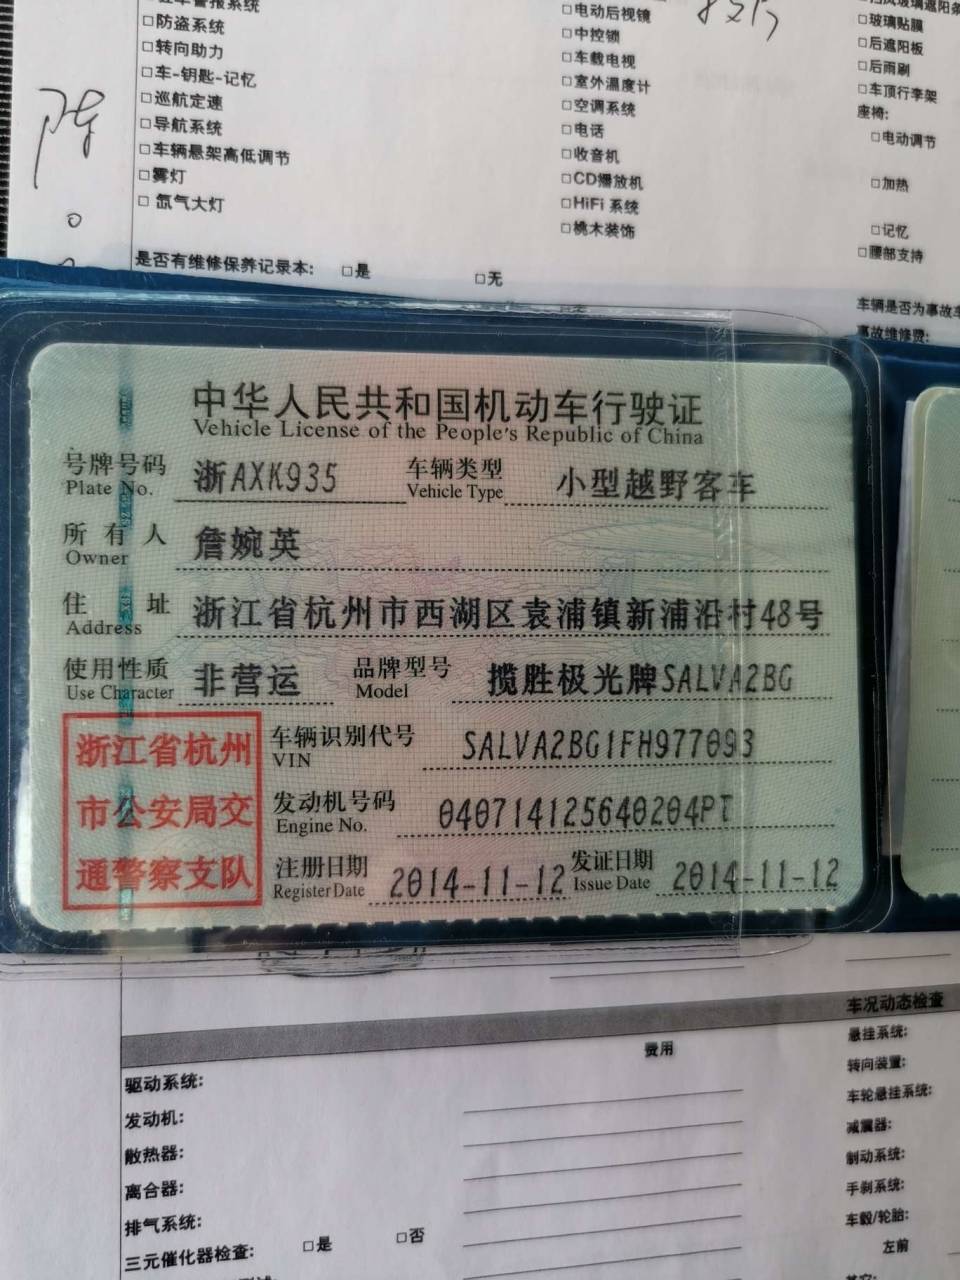 防盗系统
转向助力
车-钥匙-记忆
巡航定速
导航系统
车辆悬架高低调节
雾灯
氙气大灯
是否有维修保养记录本: □是 □无
电动后视镜
中控锁
车载电视
室外温度计
空调系统
电话
收音机
CD播放机
HiFi 系统
桃木装饰
玻璃贴膜
后遮阳板
后雨刷
车顶行李架
座椅:
电动调节
加热
记忆
腰部支持
车辆是否为事故车
事故维修费:
中华人民共和国机动车行驶证
Vehicle License of the People's Republic of China
号牌号码 浙AXK935 车辆类型 小型越野客车
Plate No. Vehicle Type
所有人 詹婉英
Owner
住址 浙江省杭州市西湖区袁浦镇新浦沿村48号
Address
使用性质 非营运 品牌型号 揽胜极光牌SALVA2BG
Use Character Model
浙江省杭州
市公安局交
通警察支队
车辆识别代号 SALVA2BG1FH977093
VIN
发动机号码 040714125640204PT
Engine No.
注册日期 2014-11-12 发证日期 2014-11-12
Register Date Issue Date
费用
驱动系统:
发动机:
散热器:
离合器:
排气系统:
三元催化器检查: □是 □否
车况动态检查
悬挂系统:
转向装置:
车轮悬挂系统:
减震器:
制动系统:
手刹系统:
车毂/轮胎:
左前